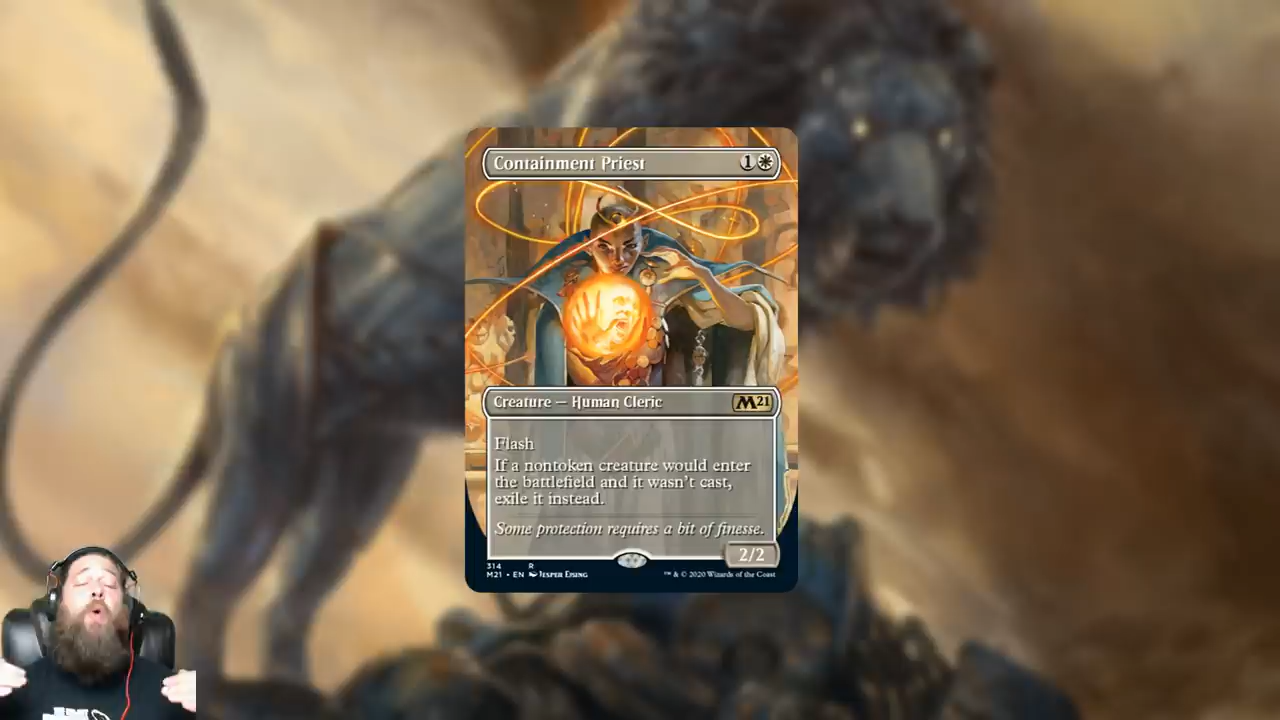 Containment Priest 1
Creature — Human Cleric M21
Flash
If a nontoken creature would enter
the battlefield and it wasn't cast,
exile it instead.
Some protection requires a bit of finesse.
2/2
314 R
M21 • EN Jesper Ejsing ™ & © 2020 Wizards of the Coast